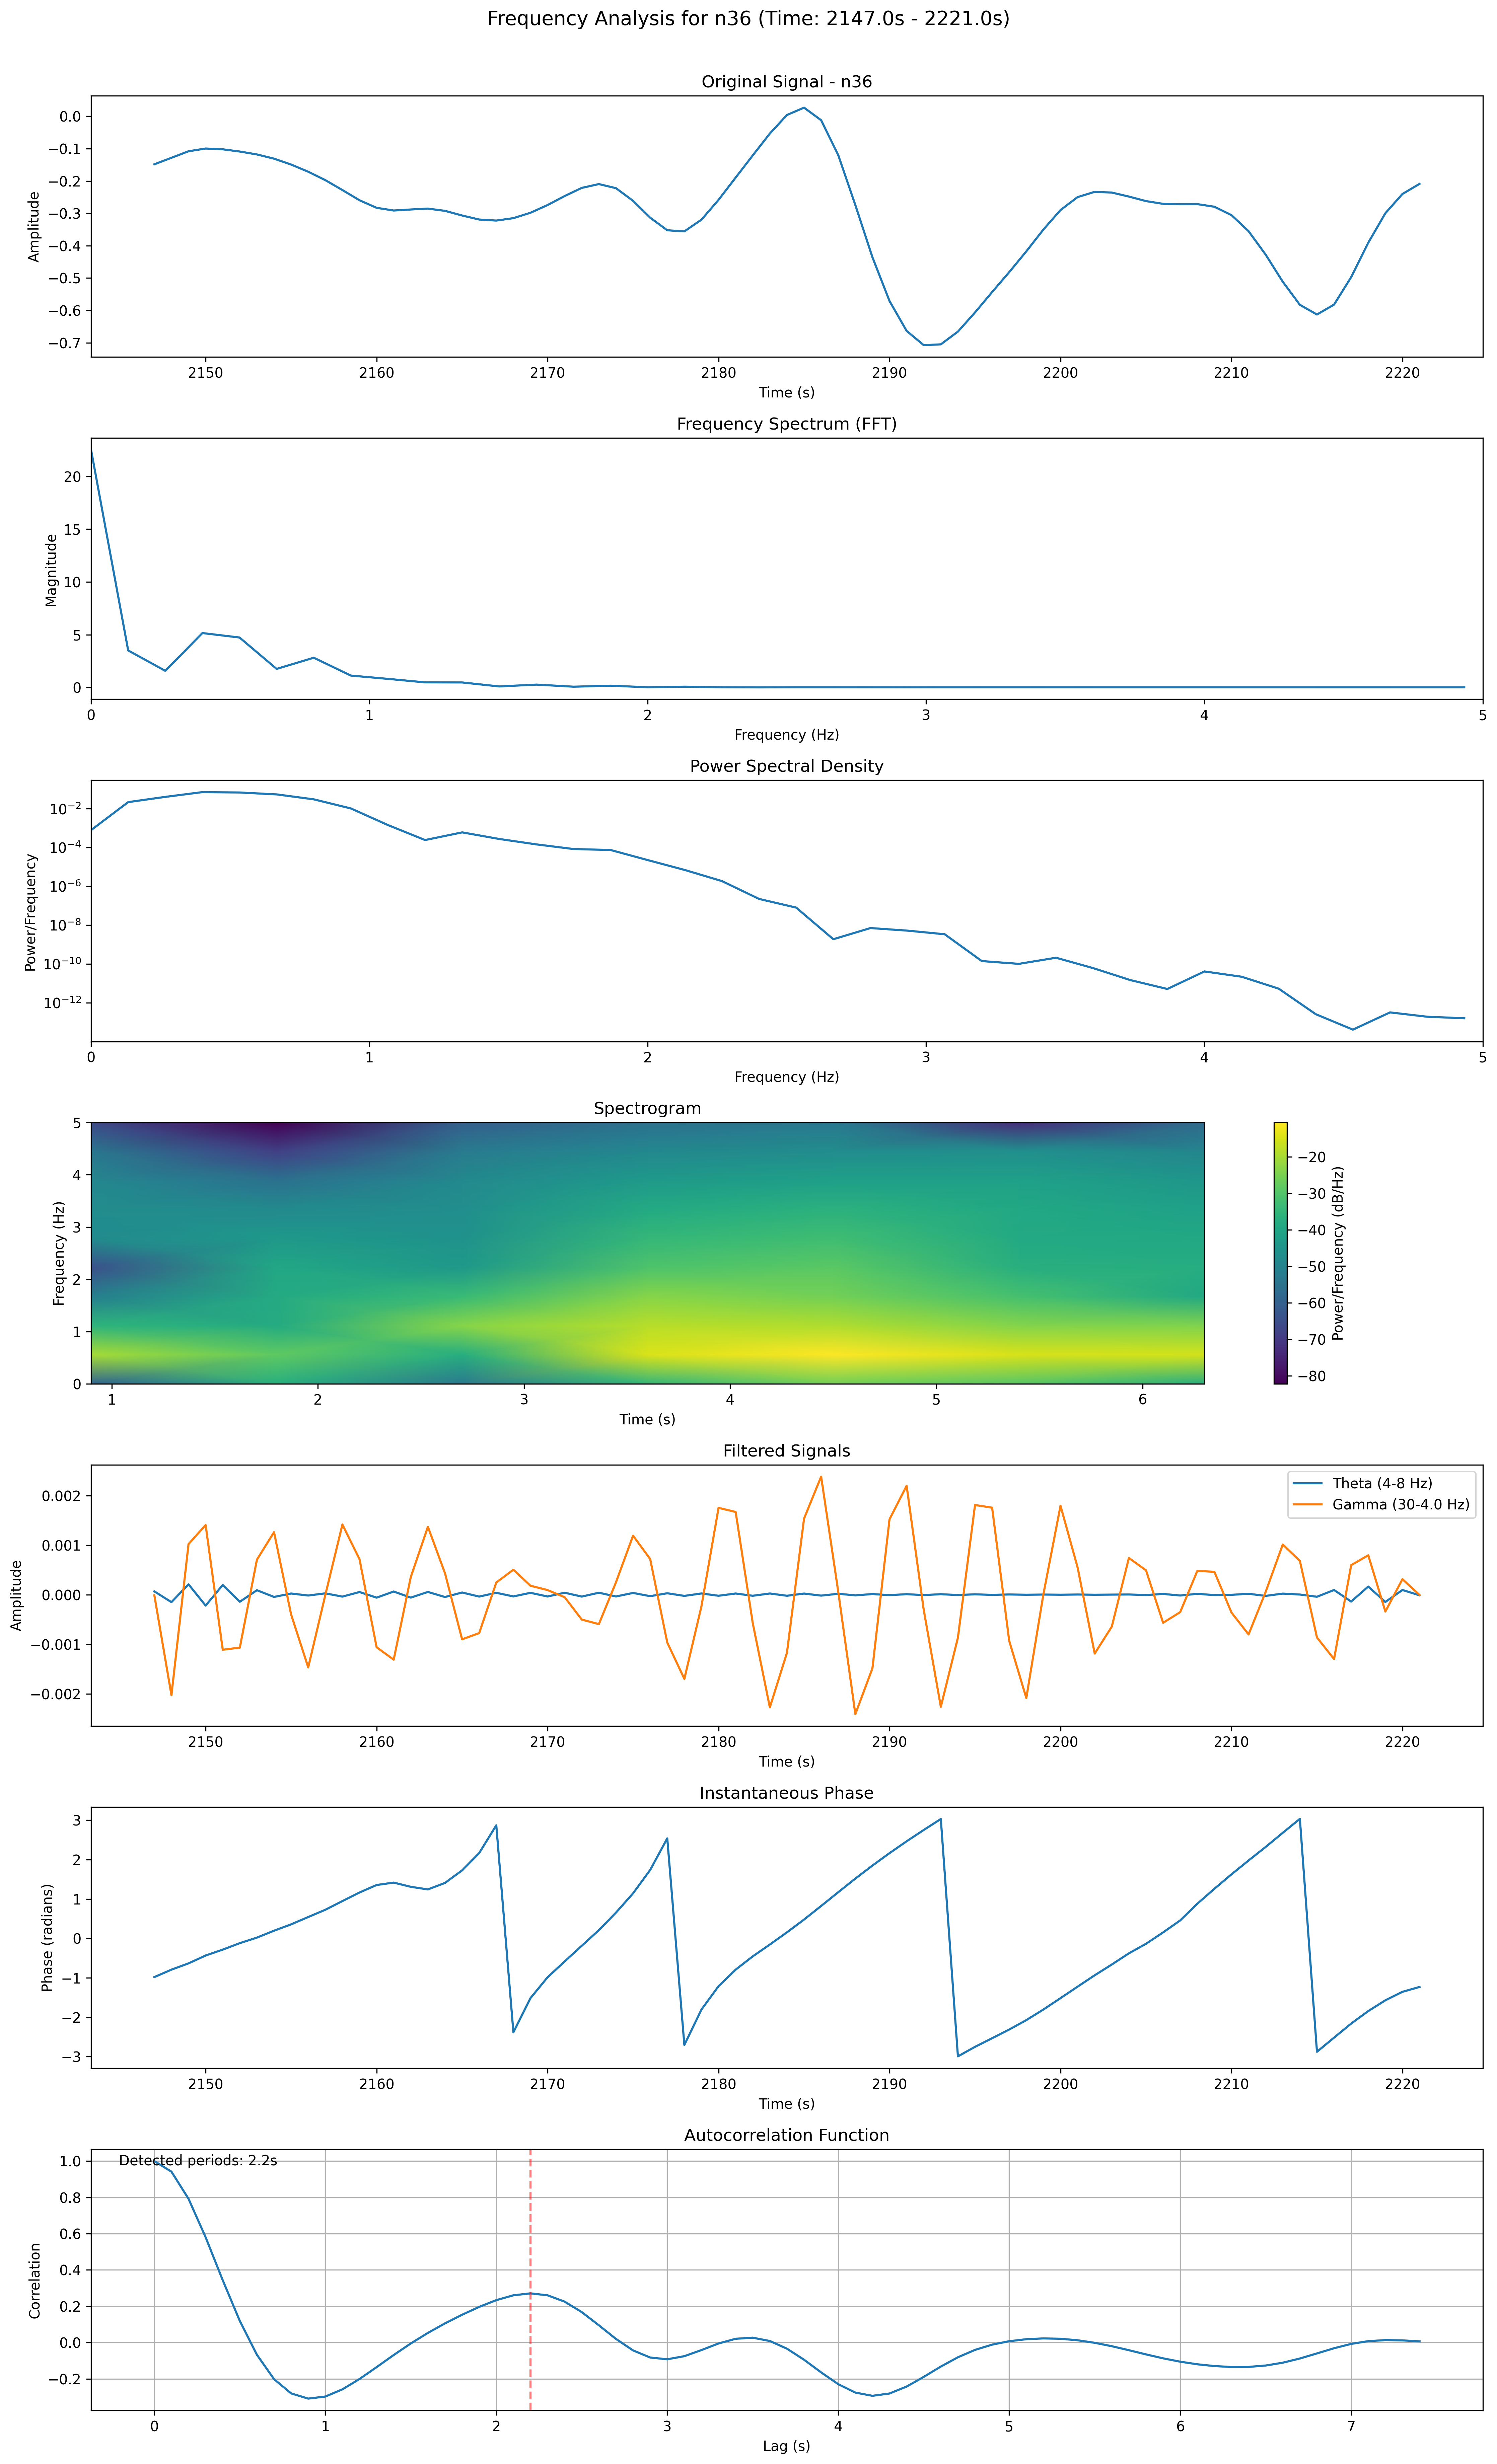 Frequency Analysis for n36 (Time: 2147.0s - 2221.0s)
Original Signal - n36
0.0
−0.1
−0.2
−0.3
−0.4
−0.5
−0.6
−0.7
Amplitude
2150 2160 2170 2180 2190 2200 2210 2220
Time (s)
Frequency Spectrum (FFT)
20
15
10
5
0
Magnitude
0 1 2 3 4 5
Frequency (Hz)
Power Spectral Density
10⁻²
10⁻⁴
10⁻⁶
10⁻⁸
10⁻¹⁰
10⁻¹²
Power/Frequency
0 1 2 3 4 5
Frequency (Hz)
Spectrogram
5
4
3
2
1
0
Frequency (Hz)
1 2 3 4 5 6
Time (s)
−20
−30
−40
−50
−60
−70
−80
Power/Frequency (dB/Hz)
Filtered Signals
Theta (4-8 Hz)
Gamma (30-4.0 Hz)
0.002
0.001
0.000
−0.001
−0.002
Amplitude
2150 2160 2170 2180 2190 2200 2210 2220
Time (s)
Instantaneous Phase
3
2
1
0
−1
−2
−3
Phase (radians)
2150 2160 2170 2180 2190 2200 2210 2220
Time (s)
Autocorrelation Function
Detected periods: 2.2s
1.0
0.8
0.6
0.4
0.2
0.0
−0.2
Correlation
0 1 2 3 4 5 6 7
Lag (s)